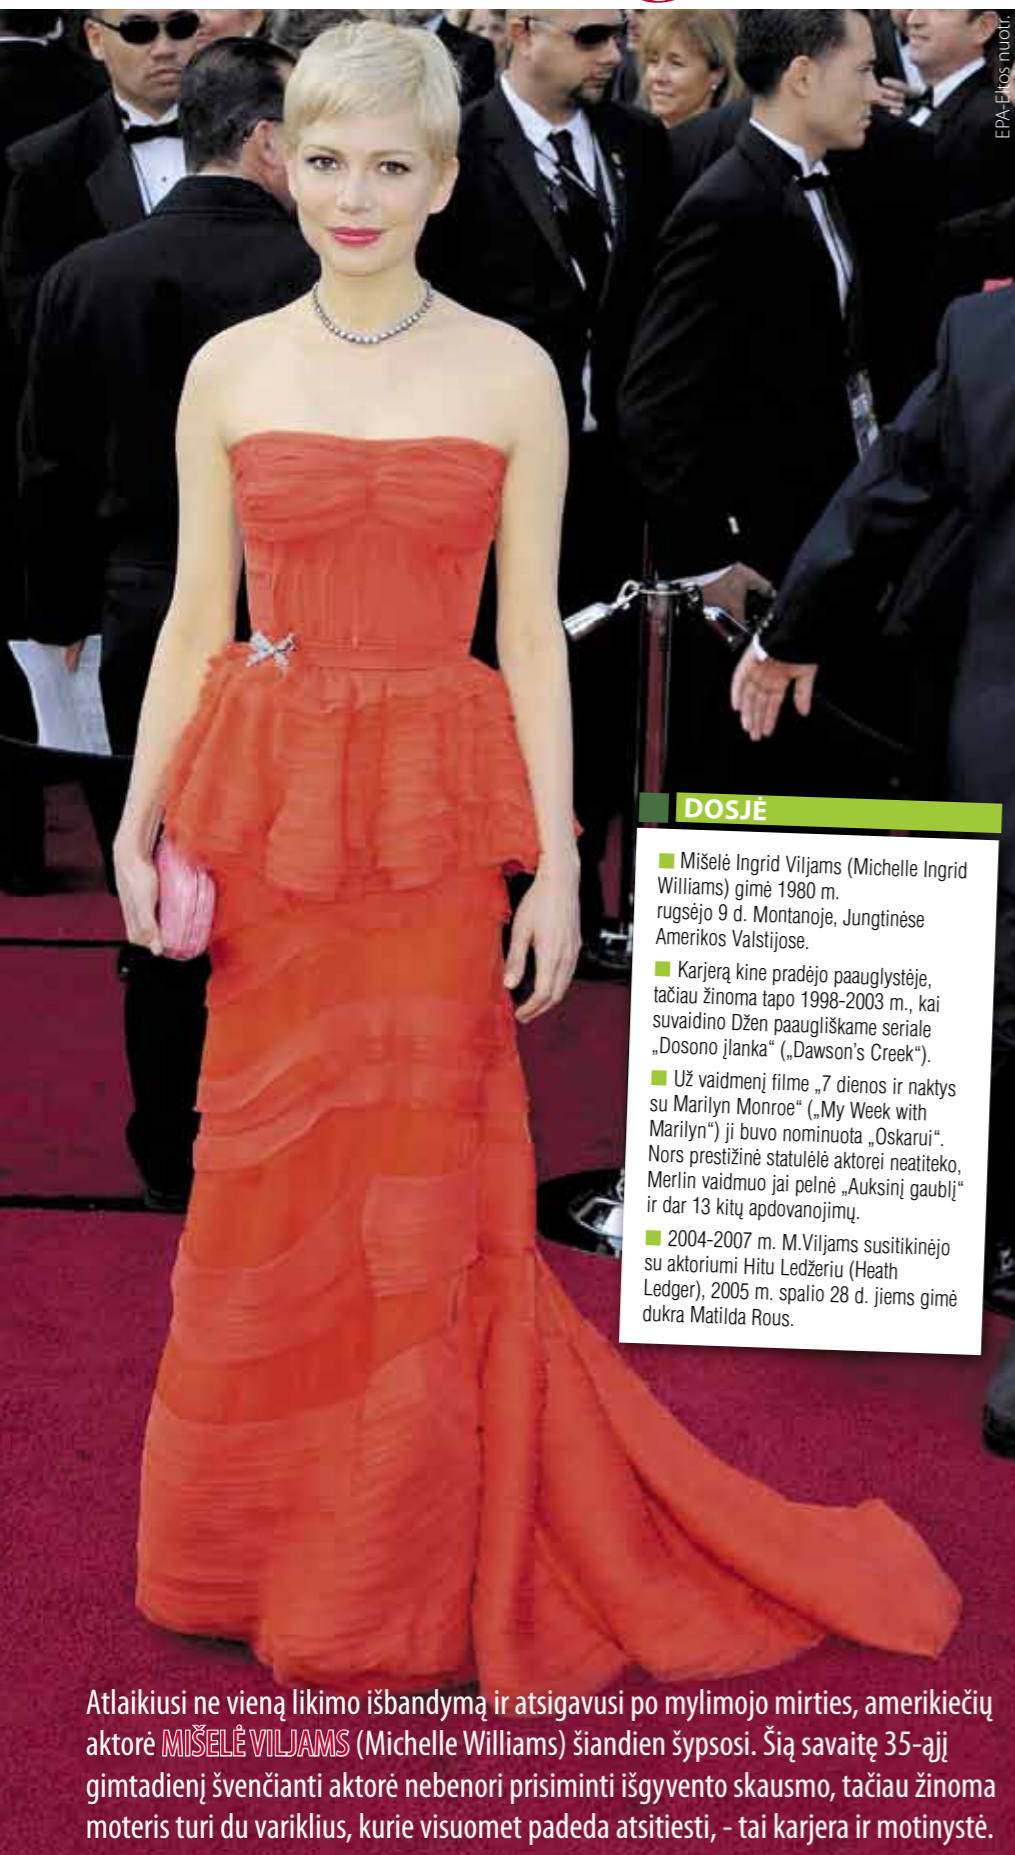 EPA-Eltos nuotr.
DOSJĖ
Mišelė Ingrid Viljams (Michelle Ingrid
Williams) gimė 1980 m.
rugsėjo 9 d. Montanoje, Jungtinėse
Amerikos Valstijose.
Karjerą kine pradėjo paauglystėje,
tačiau žinoma tapo 1998-2003 m., kai
suvaidino Džen paaugliškame seriale
„Dosono įlanka“ („Dawson's Creek“).
Už vaidmenį filme „7 dienos ir naktys
su Marilyn Monroe“ („My Week with
Marilyn“) ji buvo nominuota „Oskarui“.
Nors prestižinė statulėlė aktorei neatiteko,
Merlin vaidmuo jai pelnė „Auksinį gaublį“
ir dar 13 kitų apdovanojimų.
2004-2007 m. M.Viljams susitikinėjo
su aktoriumi Hitu Ledžeriu (Heath
Ledger), 2005 m. spalio 28 d. jiems gimė
dukra Matilda Rous.
Atlaikiusi ne vieną likimo išbandymą ir atsigavusi po mylimojo mirties, amerikiečių
aktorė MIŠELĖ VILJAMS (Michelle Williams) šiandien šypsosi. Šią savaitę 35-ąjį
gimtadienį švenčianti aktorė nebenori prisiminti išgyvento skausmo, tačiau žinoma
moteris turi du variklius, kurie visuomet padeda atsitiesti, - tai karjera ir motinystė.